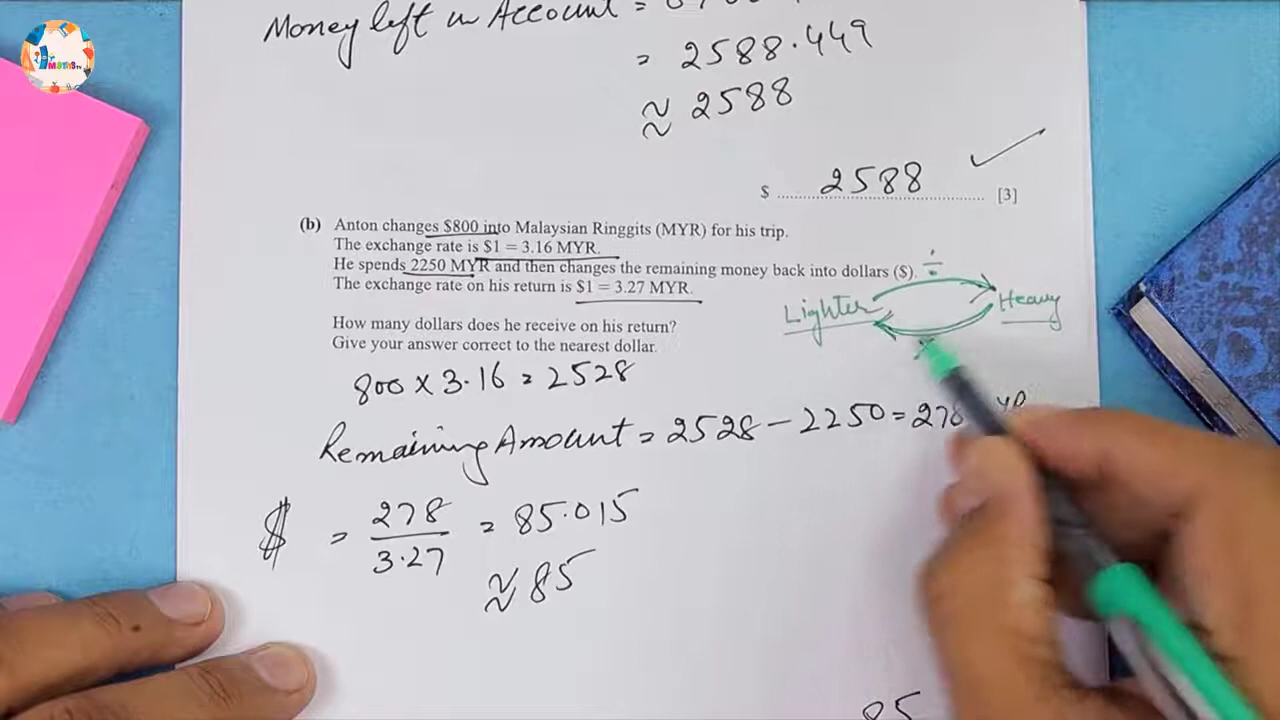 MATHS TV
Money left in Account =
= 2588.449
≈ 2588
$ 2588 [3]
(b) Anton changes $800 into Malaysian Ringgits (MYR) for his trip.
The exchange rate is $1 = 3.16 MYR.
He spends 2250 MYR and then changes the remaining money back into dollars ($).
The exchange rate on his return is $1 = 3.27 MYR.
÷
Lighter Heavy
How many dollars does he receive on his return?
Give your answer correct to the nearest dollar.
800 × 3.16 = 2528
Remaining Amount = 2528 - 2250 = 278
$ = 278/3.27 = 85.015
≈ 85
85